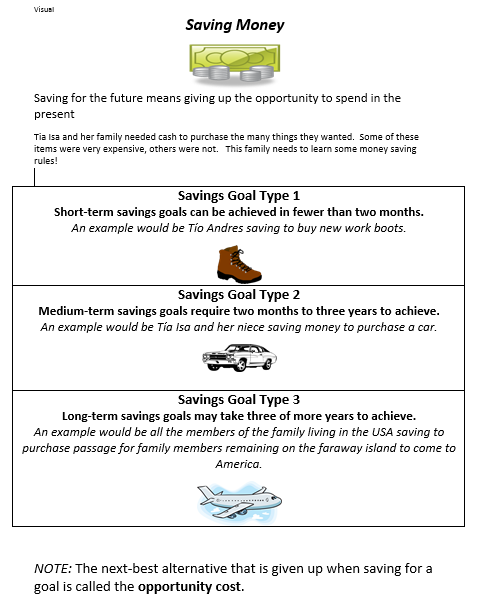 Visual
Saving Money
Saving for the future means giving up the opportunity to spend in the
present
Tia Isa and her family needed cash to purchase the many things they wanted.  Some of these
items were very expensive, others were not.   This family needs to learn some money saving
rules!
Savings Goal Type 1
Short-term savings goals can be achieved in fewer than two months.
An example would be Tío Andres saving to buy new work boots.
Savings Goal Type 2
Medium-term savings goals require two months to three years to achieve.
An example would be Tía Isa and her niece saving money to purchase a car.
Savings Goal Type 3
Long-term savings goals may take three of more years to achieve.
An example would be all the members of the family living in the USA saving to
purchase passage for family members remaining on the faraway island to come to
America.
NOTE: The next-best alternative that is given up when saving for a
goal is called the opportunity cost.